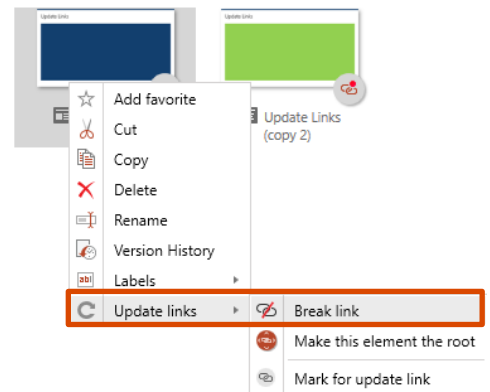 Update Links
Update Links
Update Links
(copy 2)
Add favorite
Cut
Copy
Delete
Rename
Version History
abl
Labels
Update links
Break link
Make this element the root
Mark for update link